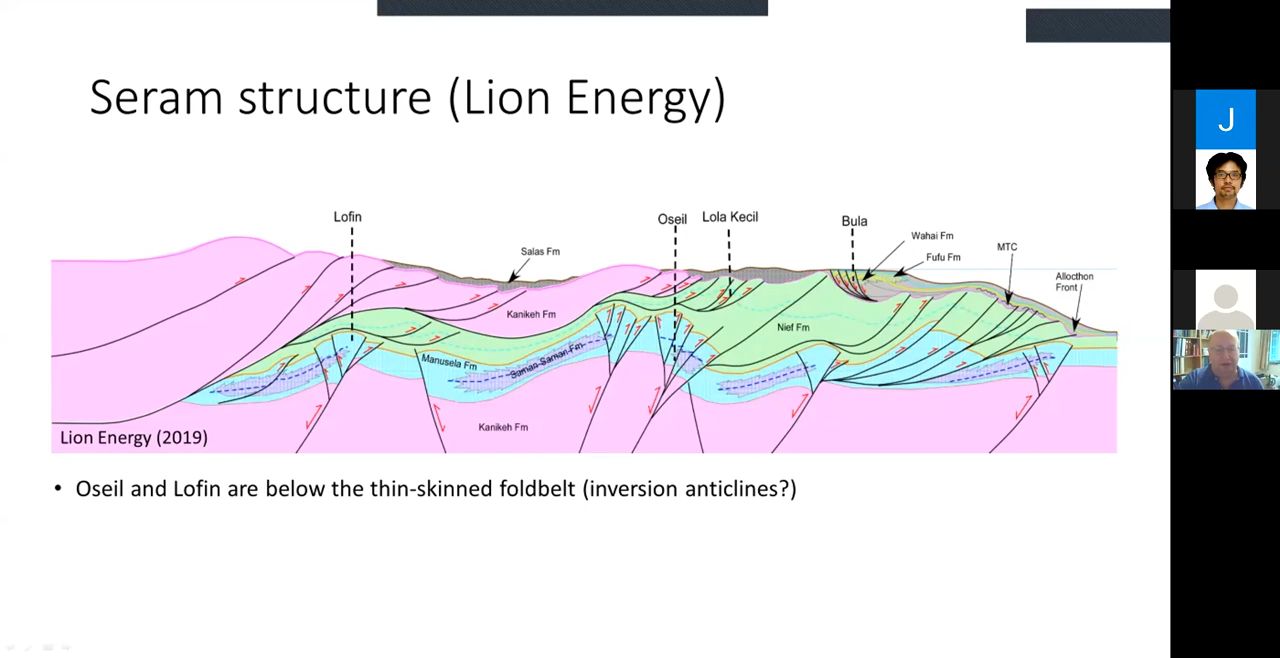 Seram structure (Lion Energy)
Lofin
Oseil
Lola Kecil
Bula
Wahai Fm
MTC
Salas Fm
Fufu Fm
Allocthon
Front
Kanikeh Fm
Nief Fm
Manusela Fm
Saman-Saman Fm
Kanikeh Fm
Lion Energy (2019)
• Oseil and Lofin are below the thin-skinned foldbelt (inversion anticlines?)
J